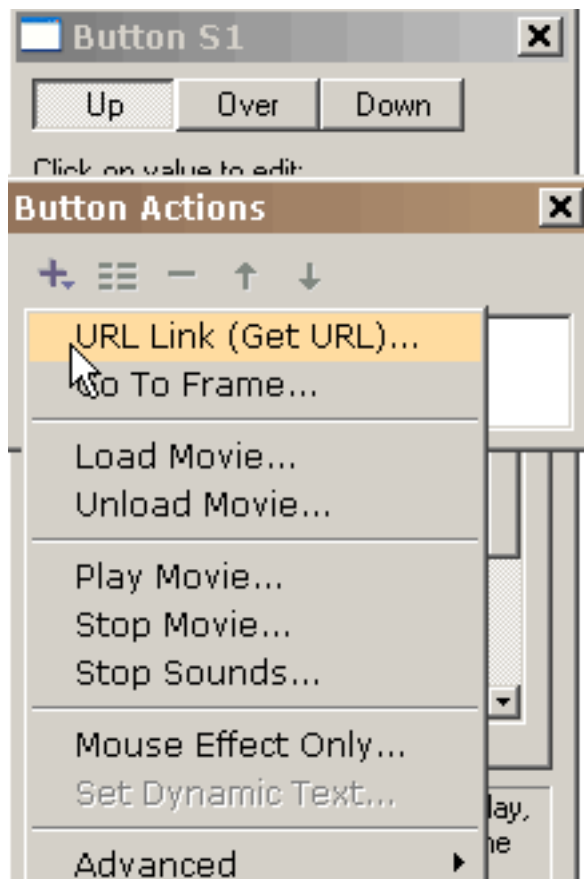 Button S1
Up Over Down
Click on value to edit:
Button Actions
URL Link (Get URL)...
Go To Frame...
Load Movie...
Unload Movie...
Play Movie...
Stop Movie...
Stop Sounds...
Mouse Effect Only...
Set Dynamic Text...
lay,
Advanced